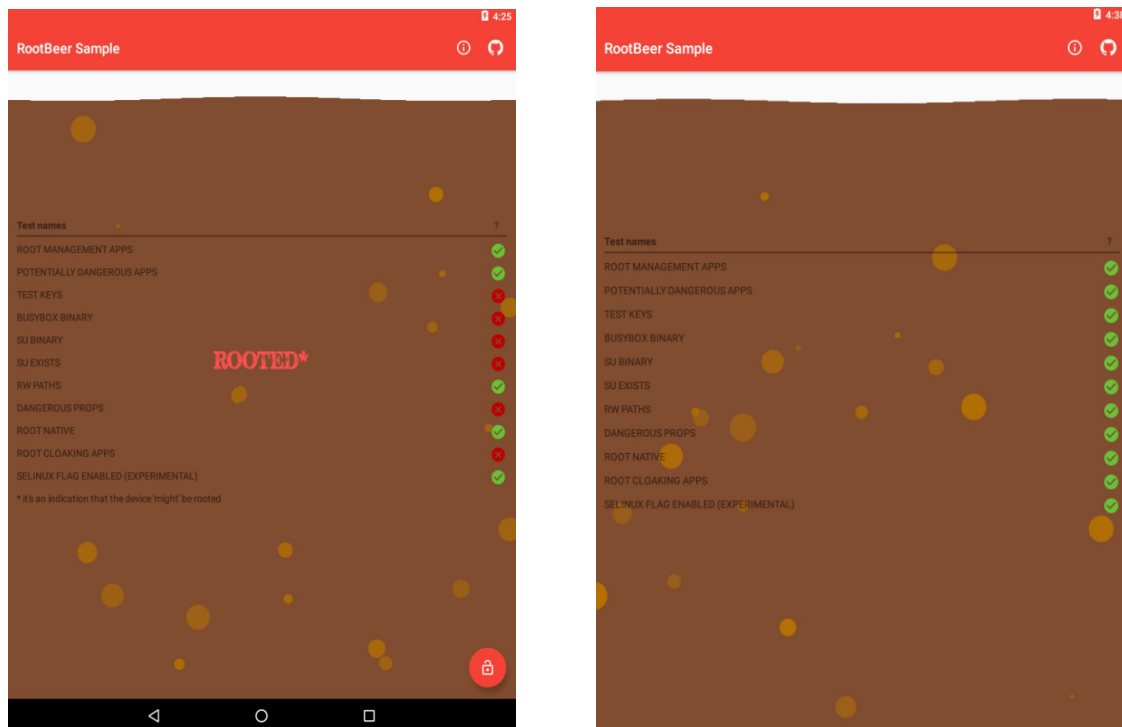 4:25
RootBeer Sample
Test names ?
ROOT MANAGEMENT APPS
POTENTIALLY DANGEROUS APPS
TEST KEYS
BUSYBOX BINARY
SU BINARY
SU EXISTS
ROOTED*
RW PATHS
DANGEROUS PROPS
ROOT NATIVE
ROOT CLOAKING APPS
SELINUX FLAG ENABLED (EXPERIMENTAL)
* It's an indication that the device 'might' be rooted
RootBeer Sample
Test names ?
ROOT MANAGEMENT APPS
POTENTIALLY DANGEROUS APPS
TEST KEYS
BUSYBOX BINARY
SU BINARY
SU EXISTS
RW PATHS
DANGEROUS PROPS
ROOT NATIVE
ROOT CLOAKING APPS
SELINUX FLAG ENABLED (EXPERIMENTAL)